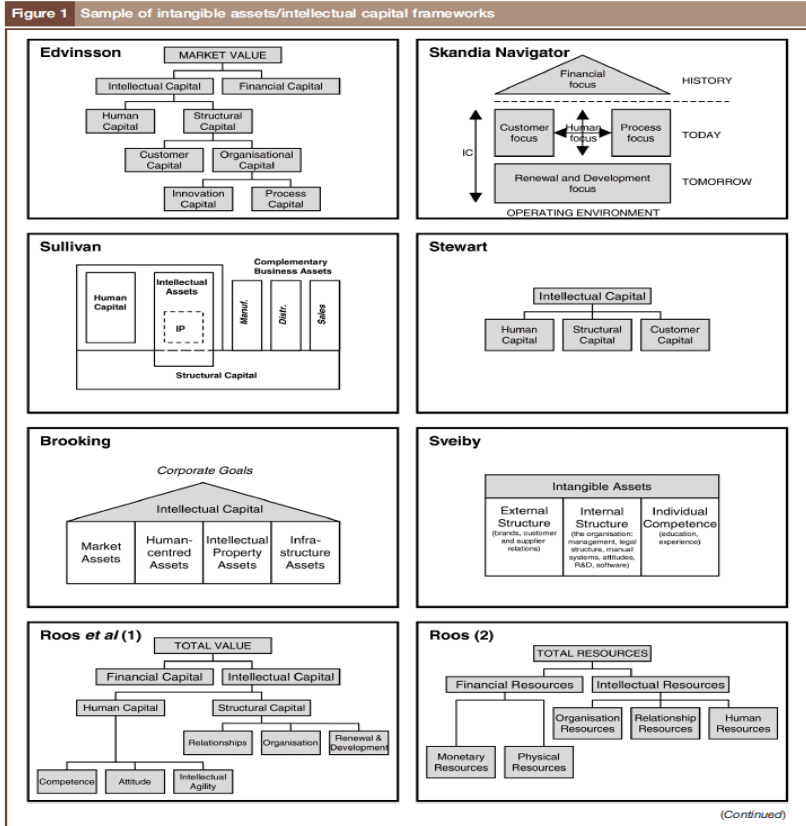 Figure 1 Sample of intangible assets/intellectual capital frameworks
Edvinsson
MARKET VALUE
Intellectual Capital
Financial Capital
Human
Capital
Structural
Capital
Customer
Capital
Organisational
Capital
Innovation
Capital
Process
Capital
Skandia Navigator
Financial
focus
HISTORY
IC
Customer
focus
Human
focus
Process
focus
TODAY
Renewal and Development
focus
TOMORROW
OPERATING ENVIRONMENT
Sullivan
Complementary
Business Assets
Human
Capital
Intellectual
Assets
IP
Manuf.
Distr.
Sales
Structural Capital
Stewart
Intellectual Capital
Human
Capital
Structural
Capital
Customer
Capital
Brooking
Corporate Goals
Intellectual Capital
Market
Assets
Human-
centred
Assets
Intellectual
Property
Assets
Infra-
structure
Assets
Sveiby
Intangible Assets
External
Structure
(brands, customer
and supplier
relations)
Internal
Structure
(the organisation:
management, legal
structure, manual
systems, attitudes,
R&D, software)
Individual
Competence
(education,
experience)
Roos et al (1)
TOTAL VALUE
Financial Capital
Intellectual Capital
Human Capital
Structural Capital
Relationships
Organisation
Renewal &
Development
Competence
Attitude
Intellectual
Agility
Roos (2)
TOTAL RESOURCES
Financial Resources
Intellectual Resources
Organisation
Resources
Relationship
Resources
Human
Resources
Monetary
Resources
Physical
Resources
(Continued)